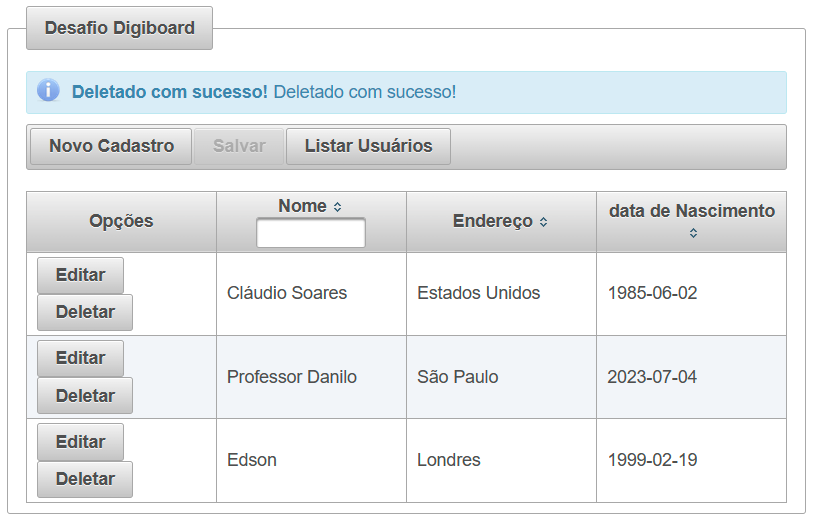 Desafio Digiboard
Deletado com sucesso! Deletado com sucesso!
Novo Cadastro Salvar Listar Usuários
Opções Nome Endereço data de Nascimento
Editar
Deletar
Cláudio Soares Estados Unidos 1985-06-02
Editar
Deletar
Professor Danilo São Paulo 2023-07-04
Editar
Deletar
Edson Londres 1999-02-19